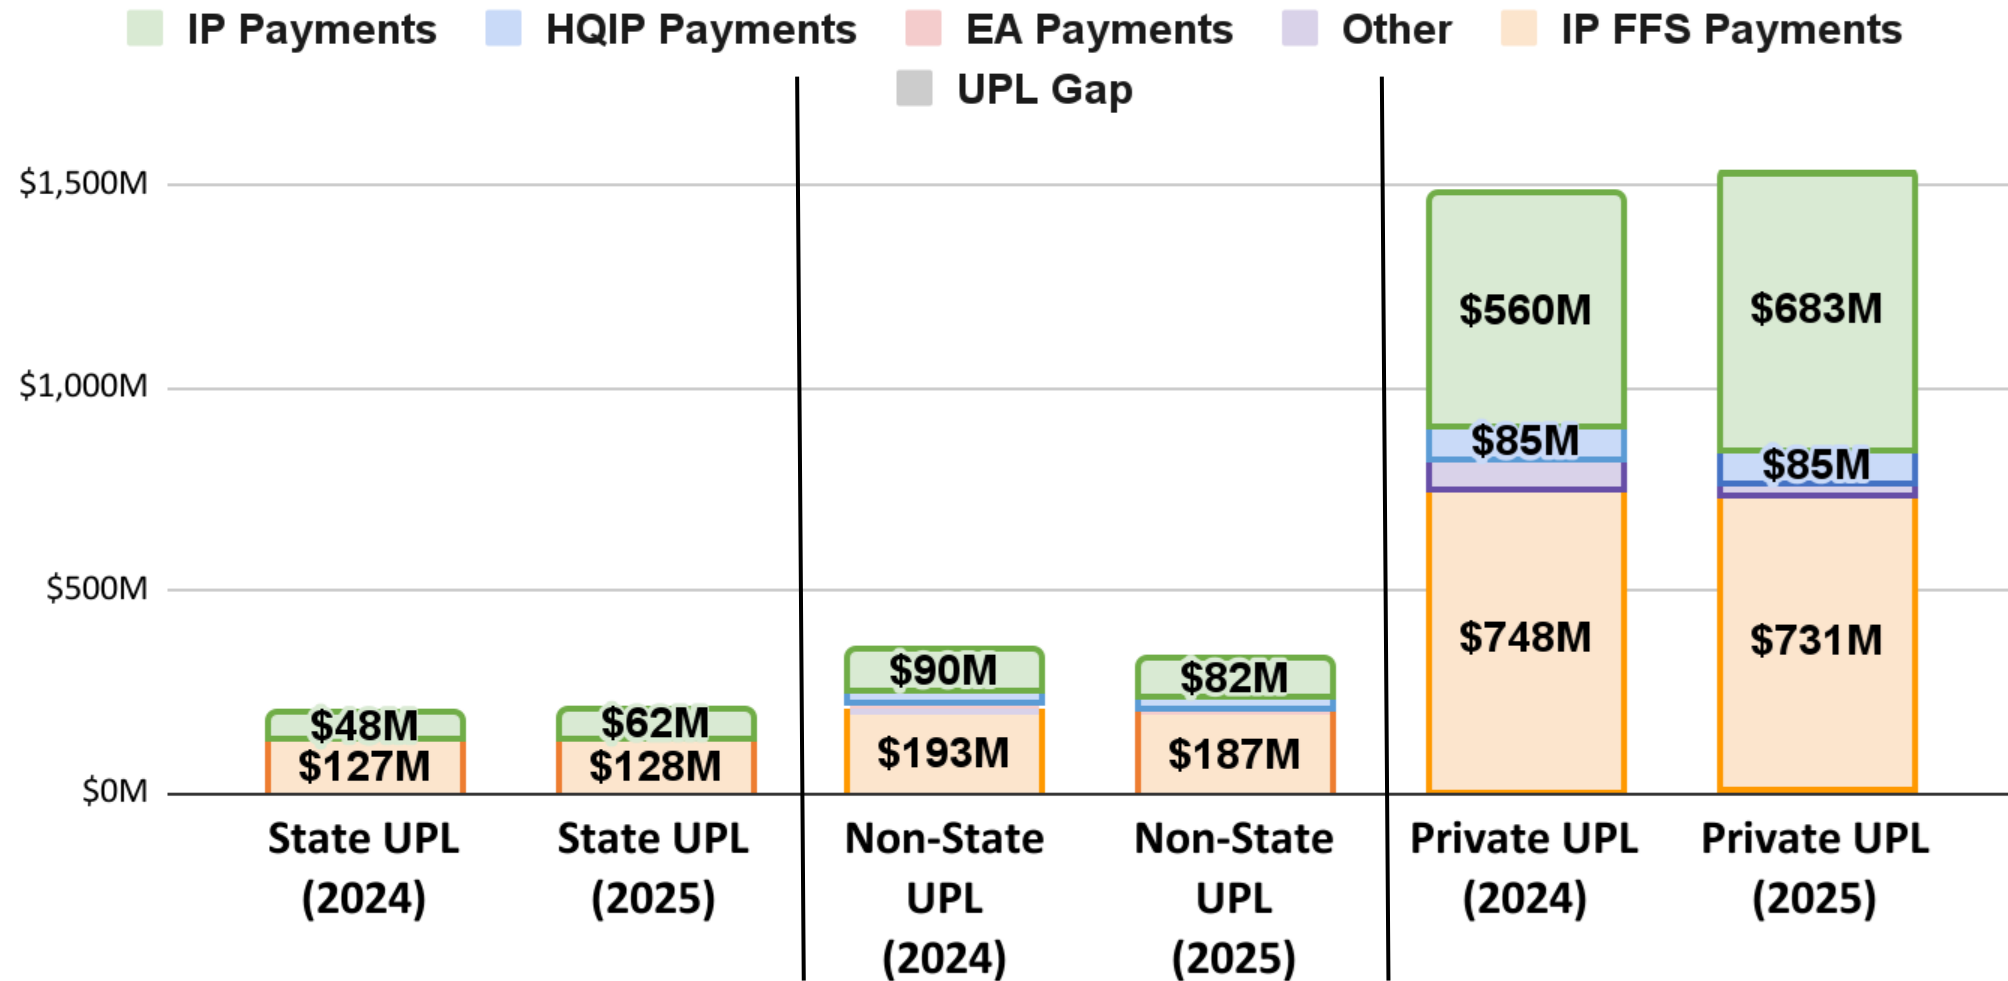 IP Payments HQIP Payments EA Payments Other IP FFS Payments
UPL Gap
$1,500M
$1,000M
$500M
$0M
$48M
$127M
$62M
$128M
$90M
$193M
$82M
$187M
$560M
$85M
$748M
$683M
$85M
$731M
State UPL
(2024)
State UPL
(2025)
Non-State
UPL
(2024)
Non-State
UPL
(2025)
Private UPL
(2024)
Private UPL
(2025)